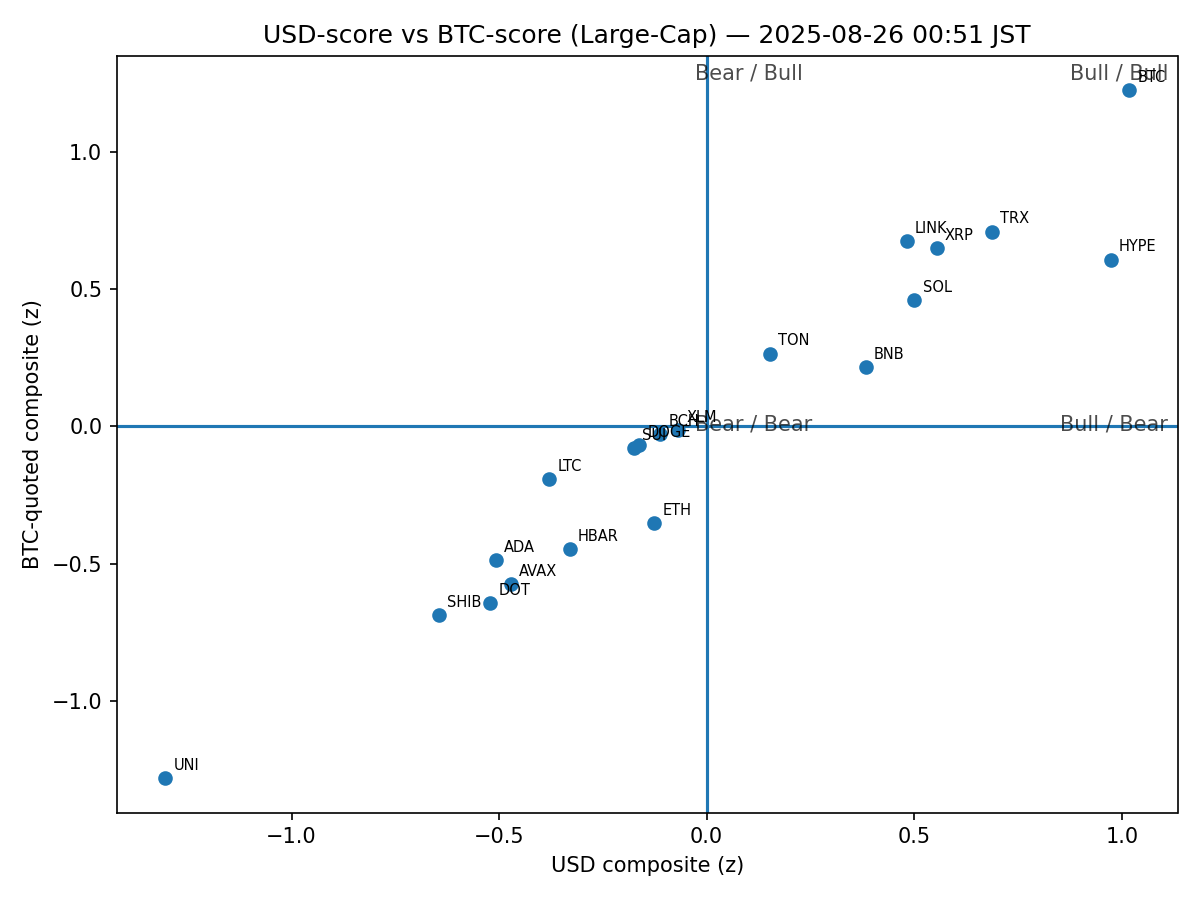 USD-score vs BTC-score (Large-Cap) — 2025-08-26 00:51 JST
Bear / Bull
Bull / Bull
BTC
1.0
LINK
XRP
TRX
HYPE
0.5
SOL
TON
BNB
0.0
XLM
BCH
Bear / Bear
Bull / Bear
SUI
DOGE
LTC
ETH
HBAR
−0.5
ADA
AVAX
DOT
SHIB
−1.0
UNI
−1.0
−0.5
0.0
0.5
1.0
USD composite (z)
BTC-quoted composite (z)